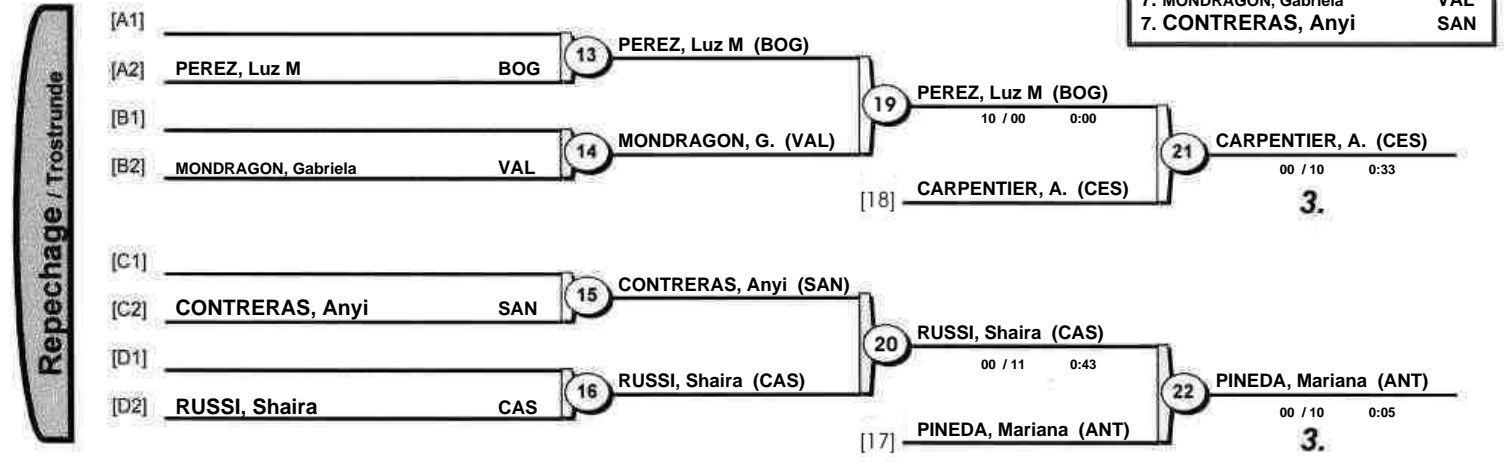 7. MONDRAGON, Gabriela VAL
7. CONTRERAS, Anyi SAN
Repechage / Trostrunde
[A1]
[A2] PEREZ, Luz M BOG
13 PEREZ, Luz M (BOG)
[B1]
[B2] MONDRAGON, Gabriela VAL
14 MONDRAGON, G. (VAL)
19 PEREZ, Luz M (BOG)
10 / 00 0:00
[18] CARPENTIER, A. (CES)
21 CARPENTIER, A. (CES)
00 / 10 0:33
3.
[C1]
[C2] CONTRERAS, Anyi SAN
15 CONTRERAS, Anyi (SAN)
[D1]
[D2] RUSSI, Shaira CAS
16 RUSSI, Shaira (CAS)
20 RUSSI, Shaira (CAS)
00 / 11 0:43
[17] PINEDA, Mariana (ANT)
22 PINEDA, Mariana (ANT)
00 / 10 0:05
3.